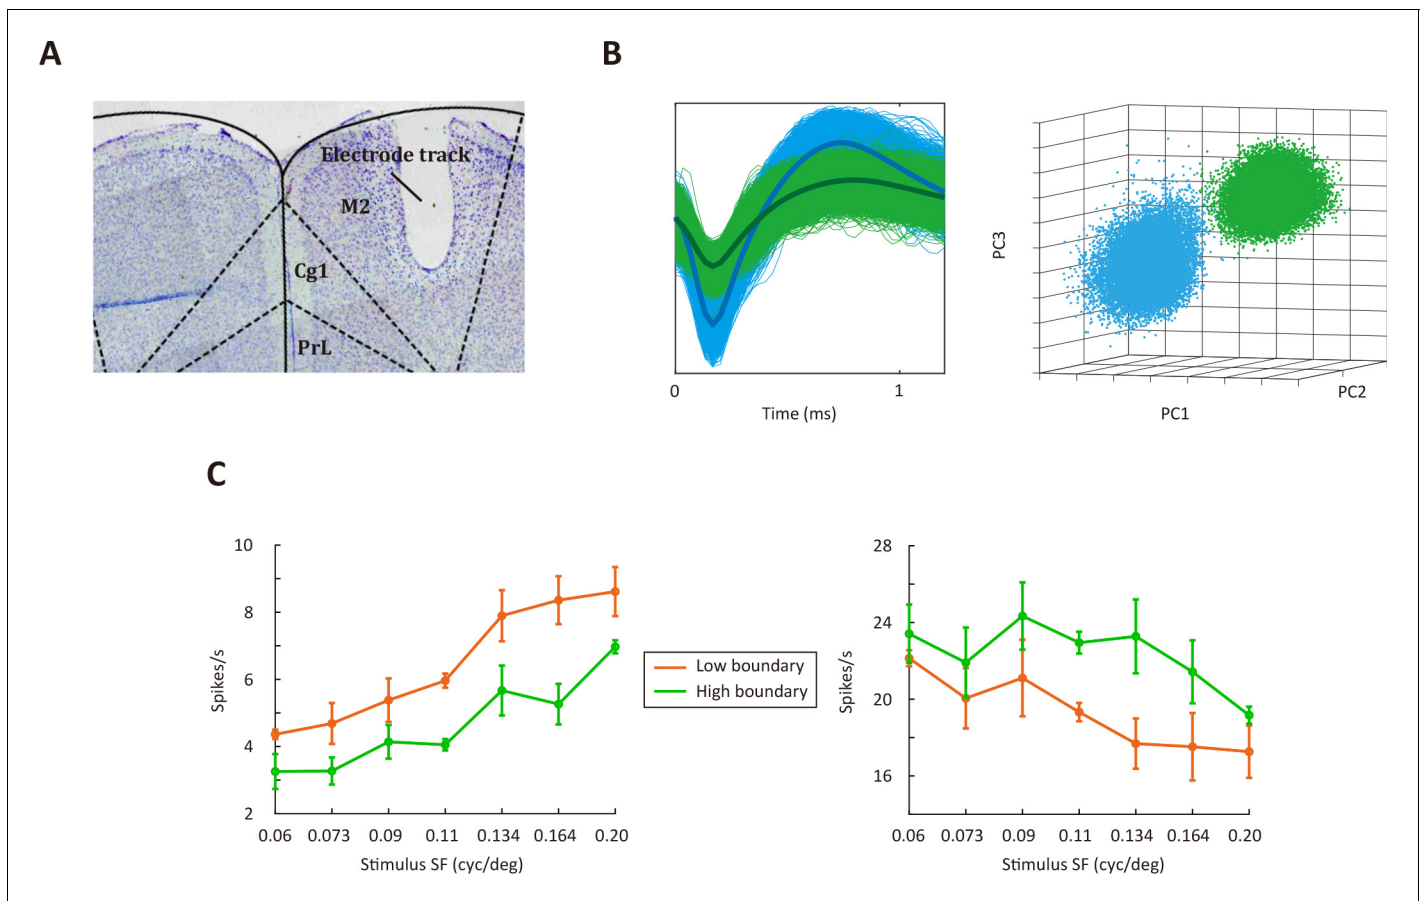 A
Electrode track
M2
Cg1
PrL
B
0
1
Time (ms)
PC3
PC2
PC1
C
10
8
6
4
2
Spikes/s
0.06 0.073 0.09 0.11 0.134 0.164 0.20
Stimulus SF (cyc/deg)
Low boundary
High boundary
28
24
20
16
Spikes/s
0.06 0.073 0.09 0.11 0.134 0.164 0.20
Stimulus SF (cyc/deg)